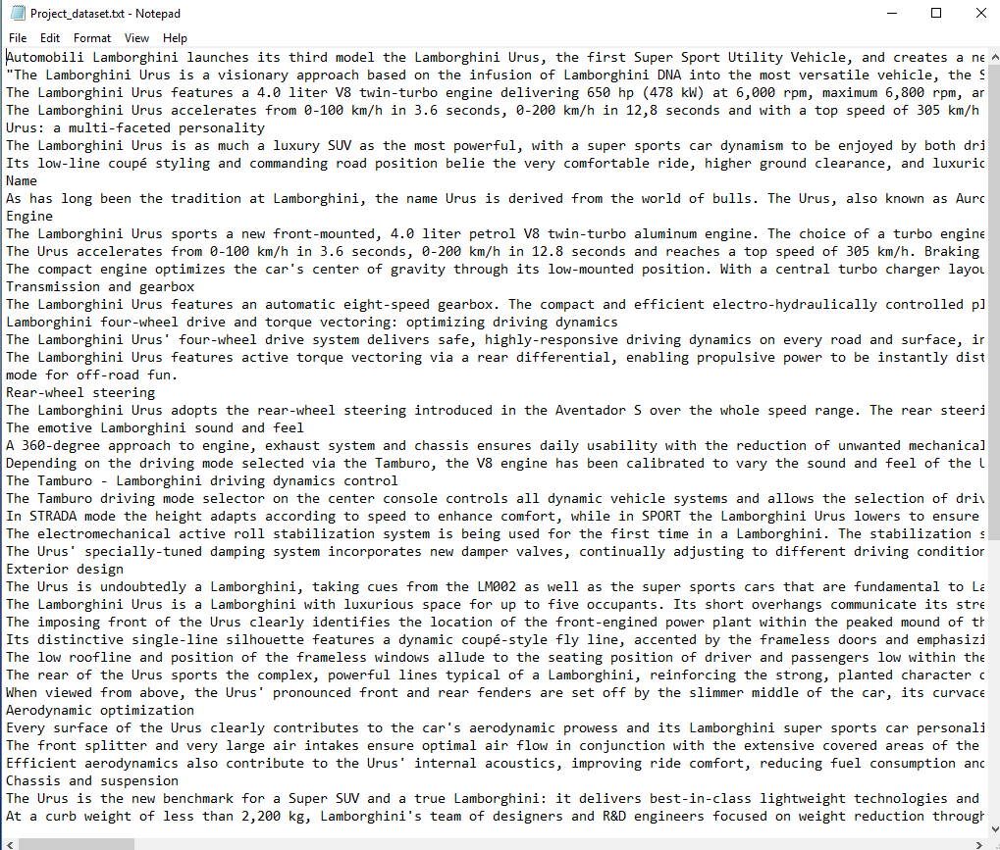 Project_dataset.txt - Notepad
File Edit Format View Help
Automobili Lamborghini launches its third model the Lamborghini Urus, the first Super Sport Utility Vehicle, and creates a ne
"The Lamborghini Urus is a visionary approach based on the infusion of Lamborghini DNA into the most versatile vehicle, the S
The Lamborghini Urus features a 4.0 liter V8 twin-turbo engine delivering 650 hp (478 kW) at 6,000 rpm, maximum 6,800 rpm, an
The Lamborghini Urus accelerates from 0-100 km/h in 3.6 seconds, 0-200 km/h in 12,8 seconds and with a top speed of 305 km/h
Urus: a multi-faceted personality
The Lamborghini Urus is as much a luxury SUV as the most powerful, with a super sports car dynamism to be enjoyed by both dri
Its low-line coupé styling and commanding road position belie the very comfortable ride, higher ground clearance, and luxuric
Name
As has long been the tradition at Lamborghini, the name Urus is derived from the world of bulls. The Urus, also known as Auro
Engine
The Lamborghini Urus sports a new front-mounted, 4.0 liter petrol V8 twin-turbo aluminum engine. The choice of a turbo engine
The Urus accelerates from 0-100 km/h in 3.6 seconds, 0-200 km/h in 12.8 seconds and reaches a top speed of 305 km/h. Braking
The compact engine optimizes the car's center of gravity through its low-mounted position. With a central turbo charger layou
Transmission and gearbox
The Lamborghini Urus features an automatic eight-speed gearbox. The compact and efficient electro-hydraulically controlled pl
Lamborghini four-wheel drive and torque vectoring: optimizing driving dynamics
The Lamborghini Urus' four-wheel drive system delivers safe, highly-responsive driving dynamics on every road and surface, in
The Lamborghini Urus features active torque vectoring via a rear differential, enabling propulsive power to be instantly dist
mode for off-road fun.
Rear-wheel steering
The Lamborghini Urus adopts the rear-wheel steering introduced in the Aventador S over the whole speed range. The rear steeri
The emotive Lamborghini sound and feel
A 360-degree approach to engine, exhaust system and chassis ensures daily usability with the reduction of unwanted mechanical
Depending on the driving mode selected via the Tamburo, the V8 engine has been calibrated to vary the sound and feel of the U
The Tamburo - Lamborghini driving dynamics control
The Tamburo driving mode selector on the center console controls all dynamic vehicle systems and allows the selection of driv
In STRADA mode the height adapts according to speed to enhance comfort, while in SPORT the Lamborghini Urus lowers to ensure
The electromechanical active roll stabilization system is being used for the first time in a Lamborghini. The stabilization s
The Urus' specially-tuned damping system incorporates new damper valves, continually adjusting to different driving condition
Exterior design
The Urus is undoubtedly a Lamborghini, taking cues from the LM002 as well as the super sports cars that are fundamental to La
The Lamborghini Urus is a Lamborghini with luxurious space for up to five occupants. Its short overhangs communicate its stre
The imposing front of the Urus clearly identifies the location of the front-engined power plant within the peaked mound of th
Its distinctive single-line silhouette features a dynamic coupé-style fly line, accented by the frameless doors and emphasizi
The low roofline and position of the frameless windows allude to the seating position of driver and passengers low within the
The rear of the Urus sports the complex, powerful lines typical of a Lamborghini, reinforcing the strong, planted character o
When viewed from above, the Urus' pronounced front and rear fenders are set off by the slimmer middle of the car, its curvace
Aerodynamic optimization
Every surface of the Urus clearly contributes to the car's aerodynamic prowess and its Lamborghini super sports car personali
The front splitter and very large air intakes ensure optimal air flow in conjunction with the extensive covered areas of the
Efficient aerodynamics also contribute to the Urus' internal acoustics, improving ride comfort, reducing fuel consumption and
Chassis and suspension
The Urus is the new benchmark for a Super SUV and a true Lamborghini: it delivers best-in-class lightweight technologies and
At a curb weight of less than 2,200 kg, Lamborghini's team of designers and R&D engineers focused on weight reduction through